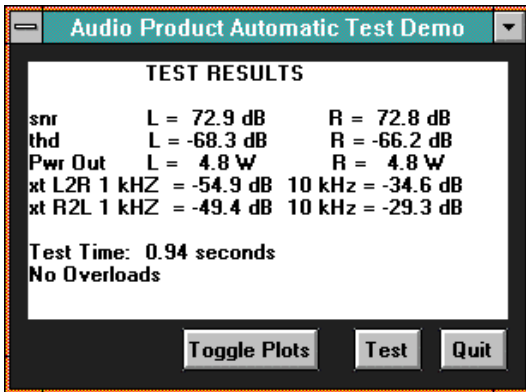 Audio Product Automatic Test Demo
TEST RESULTS
snr L = 72.9 dB R = 72.8 dB
thd L = -68.3 dB R = -66.2 dB
Pwr Out L = 4.8 W R = 4.8 W
xt L2R 1 kHZ = -54.9 dB 10 kHz = -34.6 dB
xt R2L 1 kHZ = -49.4 dB 10 kHz = -29.3 dB
Test Time: 0.94 seconds
No Overloads
Toggle Plots Test Quit